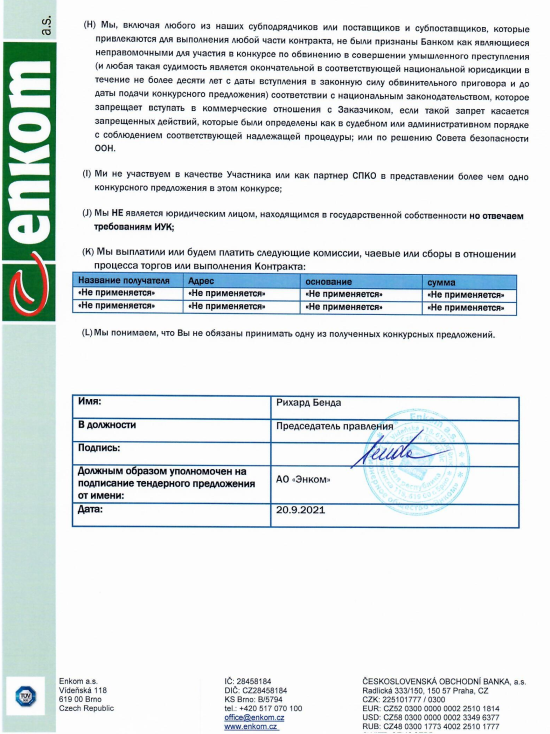 enkom a.s.
(H) Мы, включая любого из наших субподрядчиков или поставщиков и субпоставщиков, которые
привлекаются для выполнения любой части контракта, не были признаны Банком как являющиеся
неправомочными для участия в конкурсе по обвинению в совершении умышленного преступления
(и любая такая судимость является окончательной в соответствующей национальной юрисдикции в
течение не более десяти лет с даты вступления в законную силу обвинительного приговора и до
даты подачи конкурсного предложения) соответствии с национальным законодательством, которое
запрещает вступать в коммерческие отношения с Заказчиком, если такой запрет касается
запрещенных действий, которые были определены как в судебном или административном порядке
с соблюдением соответствующей надлежащей процедуры; или по решению Совета безопасности
ООН.
(I) Ми не участвуем в качестве Участника или как партнер СПКО в представлении более чем одно
конкурсного предложения в этом конкурсе;
(J) Мы НЕ является юридическим лицом, находящимся в государственной собственности но отвечаем
требованиям ИУК;
(K) Мы выплатили или будем платить следующие комиссии, чаевые или сборы в отношении
процесса торгов или выполнения Контракта:
Название получателя Адрес основание сумма
«Не применяется» «Не применяется» «Не применяется» «Не применяется»
«Не применяется» «Не применяется» «Не применяется» «Не применяется»
(L) Мы понимаем, что Вы не обязаны принимать одну из полученных конкурсных предложений.
Имя: Рихард Бенда
В должности Председатель правления
Подпись:
Должным образом уполномочен на
подписание тендерного предложения
от имени: АО «Энком»
Дата: 20.9.2021
Enkom a.s.
TÜV
Enkom a.s.
Vídeňská 118
619 00 Brno
Czech Republic
IČ: 28458184
DIČ: CZ28458184
KS Brno: B/5794
tel.: +420 517 070 100
office@enkom.cz
www.enkom.cz
ČESKOSLOVENSKÁ OBCHODNÍ BANKA, a.s.
Radlická 333/150, 150 57 Praha, CZ
CZK: 225101777 / 0300
EUR: CZ52 0300 0000 0002 2510 1814
USD: CZ58 0300 0000 0002 3349 6377
RUB: CZ48 0300 1773 4002 2510 1777